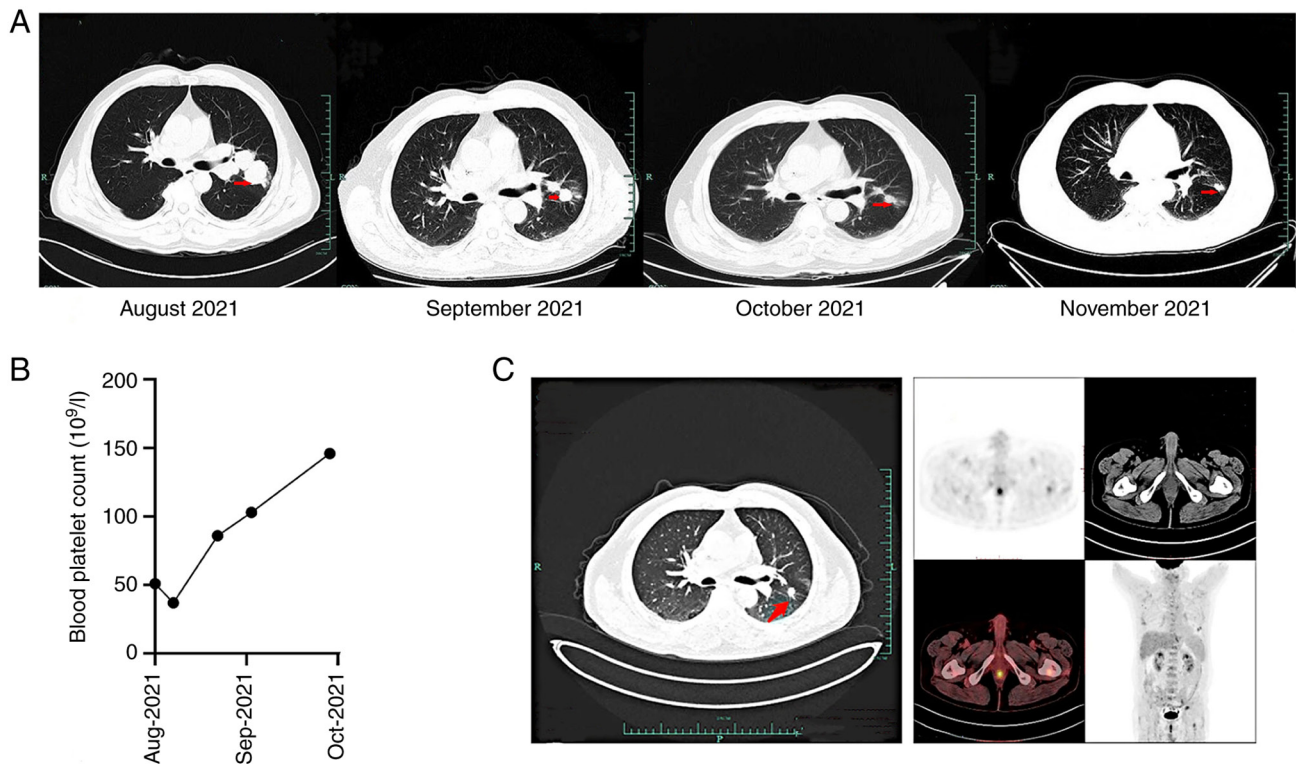 A
R
L
R
L
R
L
R
L
August 2021
September 2021
October 2021
November 2021
B
Blood platelet count (10⁹/l)
200
150
100
50
0
Aug-2021
Sep-2021
Oct-2021
C
R
L
P